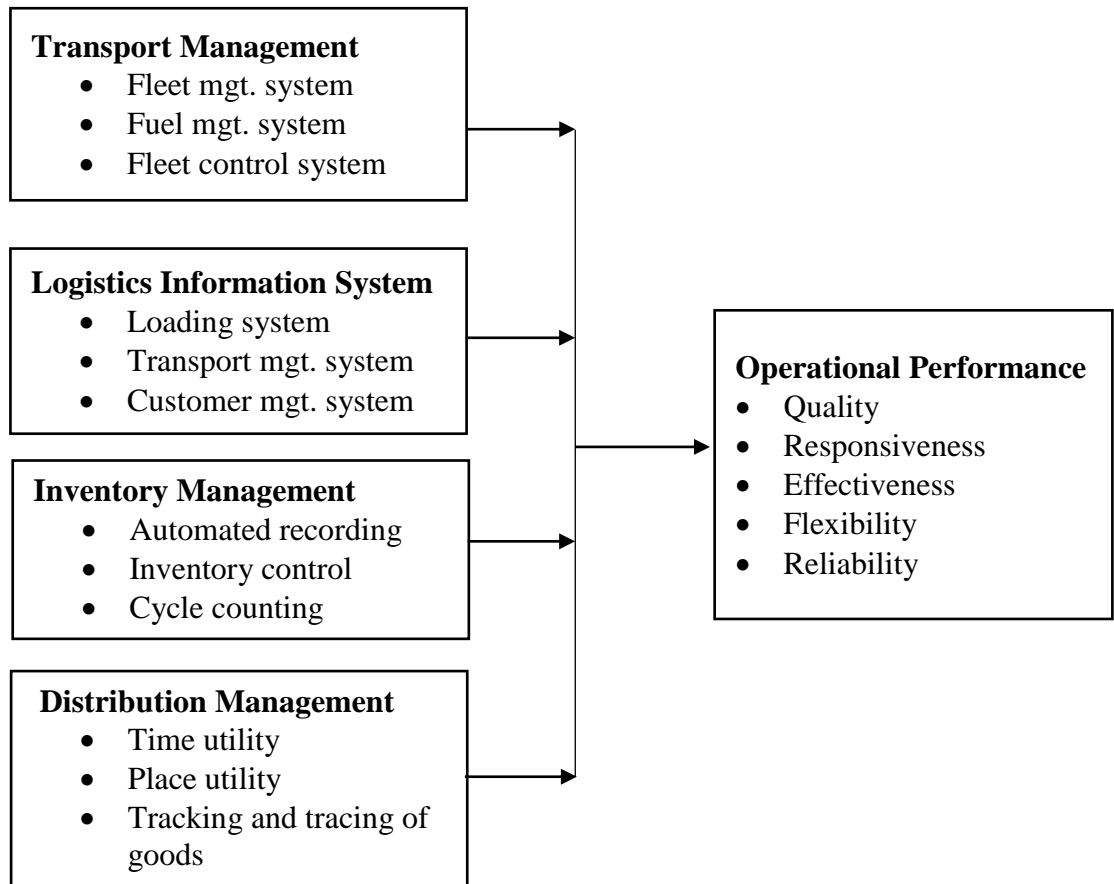 Transport Management
• Fleet mgt. system
• Fuel mgt. system
• Fleet control system
Logistics Information System
• Loading system
• Transport mgt. system
• Customer mgt. system
Inventory Management
• Automated recording
• Inventory control
• Cycle counting
Distribution Management
• Time utility
• Place utility
• Tracking and tracing of
goods
Operational Performance
• Quality
• Responsiveness
• Effectiveness
• Flexibility
• Reliability